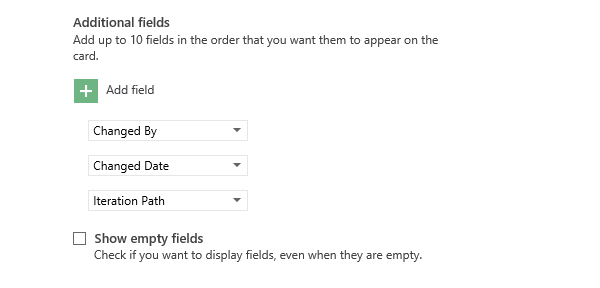 Additional fields
Add up to 10 fields in the order that you want them to appear on the
card.
Add field
Changed By
Changed Date
Iteration Path
Show empty fields
Check if you want to display fields, even when they are empty.